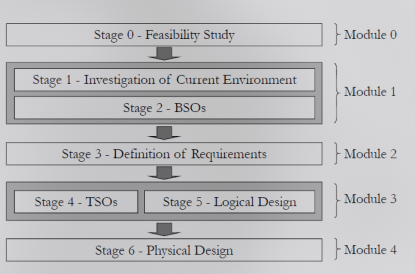 Stage 0 - Feasibility Study
Module 0
Stage 1 - Investigation of Current Environment
Stage 2 - BSOs
Module 1
Stage 3 - Definition of Requirements
Module 2
Stage 4 - TSOs
Stage 5 - Logical Design
Module 3
Stage 6 - Physical Design
Module 4